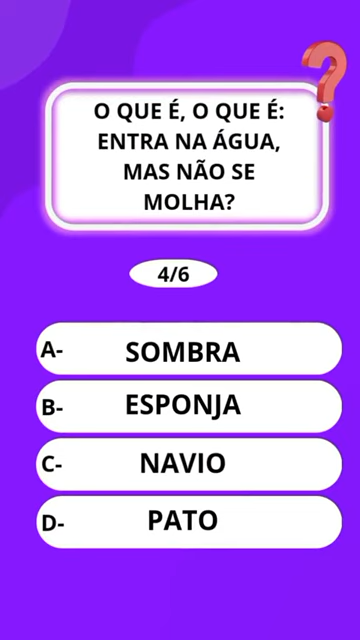 O QUE É, O QUE É:
ENTRA NA ÁGUA,
MAS NÃO SE
MOLHA?
4/6
A- SOMBRA
B- ESPONJA
C- NAVIO
D- PATO